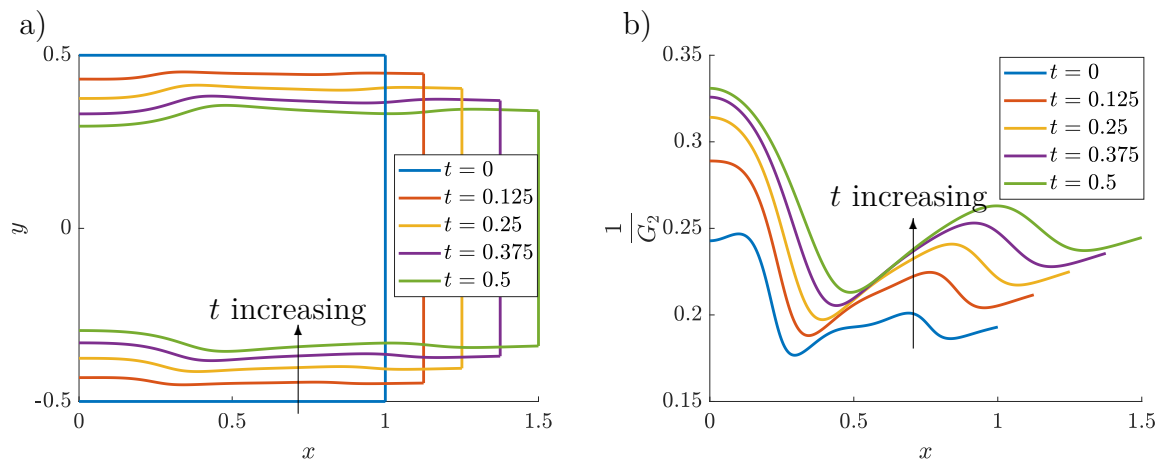 a)
0.5
0
-0.5
y
0
0.5
1
1.5
x
t = 0
t = 0.125
t = 0.25
t = 0.375
t = 0.5
t increasing
b)
0.35
0.3
0.25
0.2
0.15
1
G₂
0
0.5
1
1.5
x
t = 0
t = 0.125
t = 0.25
t = 0.375
t = 0.5
t increasing